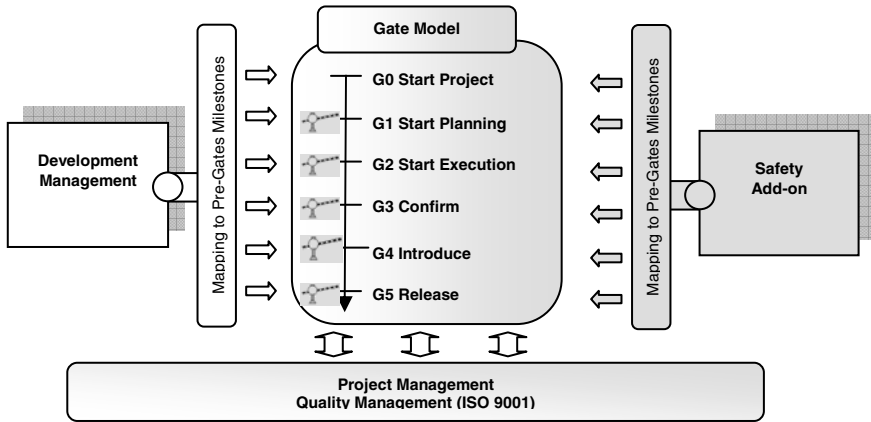 Gate Model
Mapping to Pre-Gates Milestones
Development
Management
G0 Start Project
G1 Start Planning
G2 Start Execution
G3 Confirm
G4 Introduce
G5 Release
Mapping to Pre-Gates Milestones
Safety
Add-on
Project Management
Quality Management (ISO 9001)